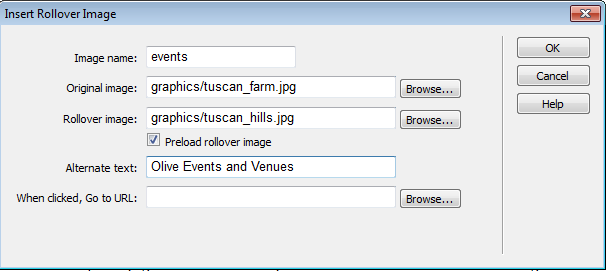 Insert Rollover Image
Image name: events
OK
Original image: graphics/tuscan_farm.jpg Browse...
Cancel
Rollover image: graphics/tuscan_hills.jpg Browse...
Help
Preload rollover image
Alternate text: Olive Events and Venues
When clicked, Go to URL: Browse...